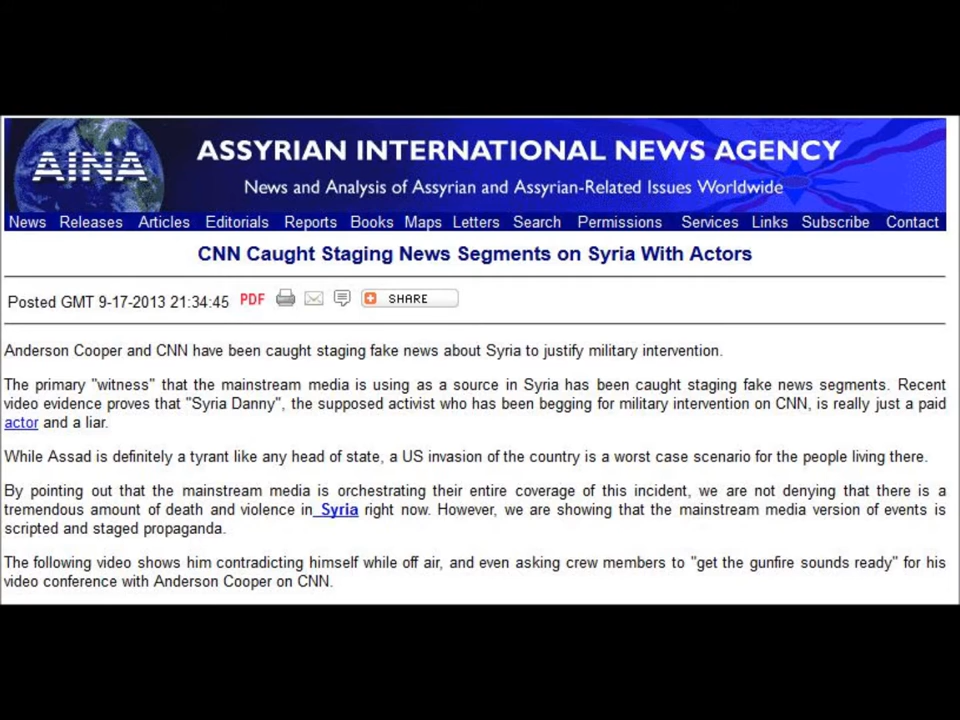 AINA
ASSYRIAN INTERNATIONAL NEWS AGENCY
News and Analysis of Assyrian and Assyrian-Related Issues Worldwide
News Releases Articles Editorials Reports Books Maps Letters Search Permissions Services Links Subscribe Contact
CNN Caught Staging News Segments on Syria With Actors
Posted GMT 9-17-2013 21:34:45 PDF SHARE
Anderson Cooper and CNN have been caught staging fake news about Syria to justify military intervention.
The primary "witness" that the mainstream media is using as a source in Syria has been caught staging fake news segments. Recent
video evidence proves that "Syria Danny", the supposed activist who has been begging for military intervention on CNN, is really just a paid
actor and a liar.
While Assad is definitely a tyrant like any head of state, a US invasion of the country is a worst case scenario for the people living there.
By pointing out that the mainstream media is orchestrating their entire coverage of this incident, we are not denying that there is a
tremendous amount of death and violence in Syria right now. However, we are showing that the mainstream media version of events is
scripted and staged propaganda.
The following video shows him contradicting himself while off air, and even asking crew members to "get the gunfire sounds ready" for his
video conference with Anderson Cooper on CNN.